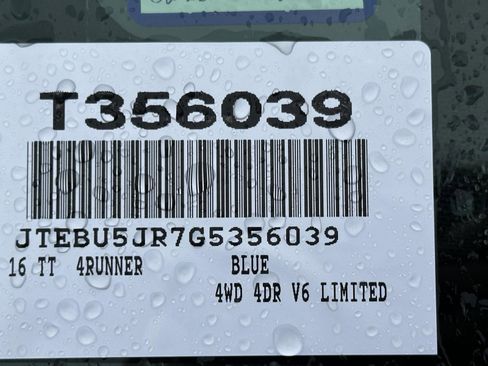 T356039
JTEBU5JR7G5356039
16 TT 4RUNNER BLUE
4WD 4DR V6 LIMITED